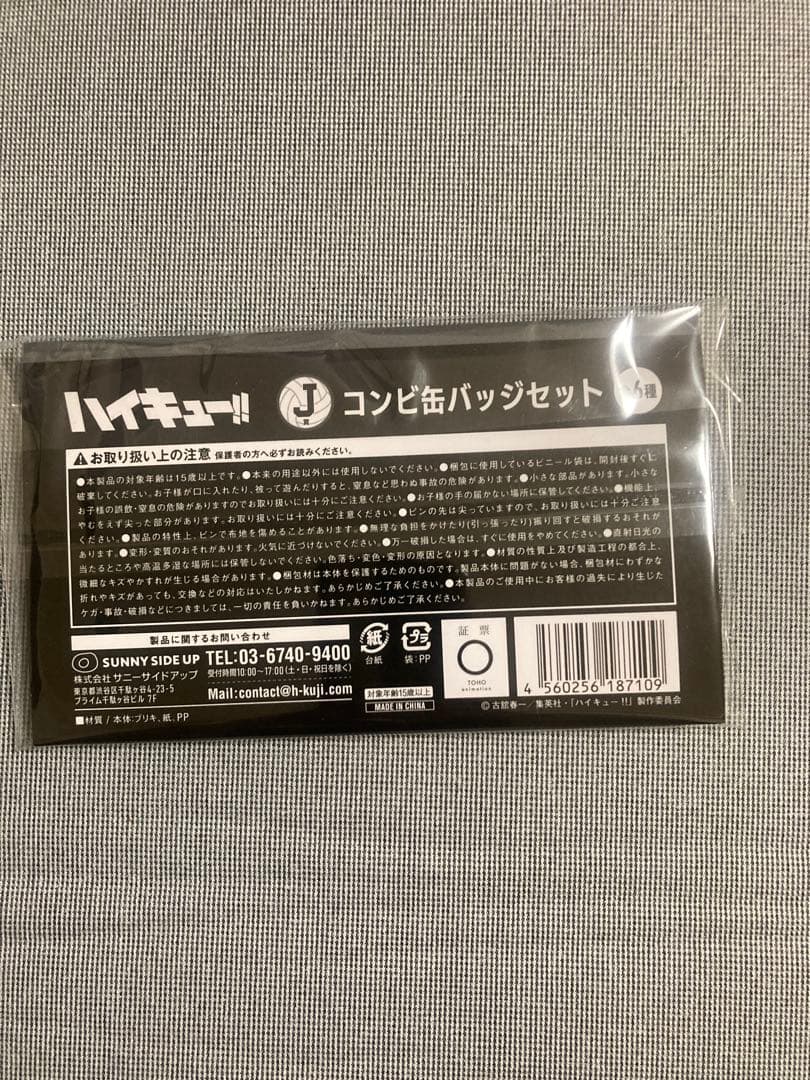 ハイキュー!!
J賞
コンビ缶バッジセット
6種
お取り扱い上の注意 保護者の方へ必ずお読みください。
●本製品の対象年齢は15歳以上です。●本来の用途以外には使用しないでください。●梱包に使用しているビニール袋は、開封後すぐに
破棄してください。お子様が口に入れたり、被って遊んだりすると、窒息など思わぬ事故の危険があります。●小さな部品があります。小さな
お子様の誤飲・窒息の危険がありますのでお取り扱いには十分にご注意ください。●お子様の手の届かない場所に保管してください。●機能上、
やむをえず尖った部分があります。お取り扱いには十分にご注意ください。●ピンの先は尖っていますので、お取り扱いには十分ご注意
ください。●製品の特性上、ピンで布地を傷めることがあります。●無理な負担をかけたり(引っ張ったり)振り回すと破損するおそれが
あります。●変形・変質のおそれがあります。火気に近づけないでください。●万一破損した場合は、すぐに使用をやめてください。●直射日光の
当たるところや高温多湿な場所には保管しないでください。色落ち・変色・変形の原因となります。●材質の性質上及び製造工程の都合上、
微細なキズやかすれが生じる場合があります。●梱包材は本体を保護するためのものです。製品本体に問題がない場合、梱包材にわずかな
折れやキズがあっても、交換などの対応はいたしかねます。あらかじめご了承ください。●本製品のご使用中にお客様の過失により生じた
ケガ・事故・破損などにつきましては、一切の責任を負いかねます。あらかじめご了承ください。
製品に関するお問い合わせ
SUNNY SIDE UP
株式会社 サニーサイドアップ
東京都渋谷区千駄ヶ谷4-23-5
プライム千駄ヶ谷ビル 7F
TEL:03-6740-9400
受付時間10:00~17:00(土・日・祝日を除く)
Mail:contact@h-kuji.com
■材質 / 本体:ブリキ、紙、PP
紙
台紙
プラ
袋:PP
対象年齢15歳以上
MADE IN CHINA
証票
TOHO
animation
4 560256 187109
©古舘春一/集英社・「ハイキュー!!」製作委員会